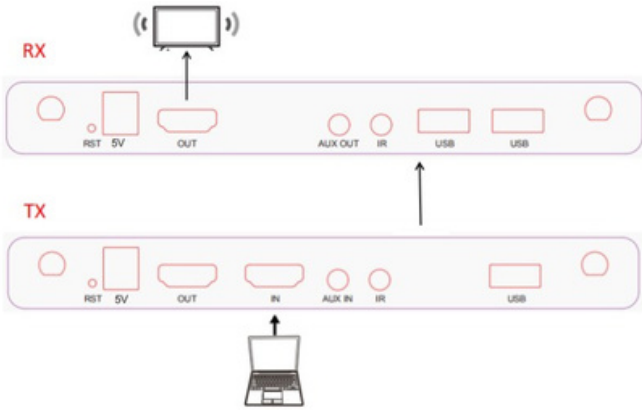 RX
RST 5V OUT AUX OUT IR USB USB
TX
RST 5V OUT IN AUX IN IR USB